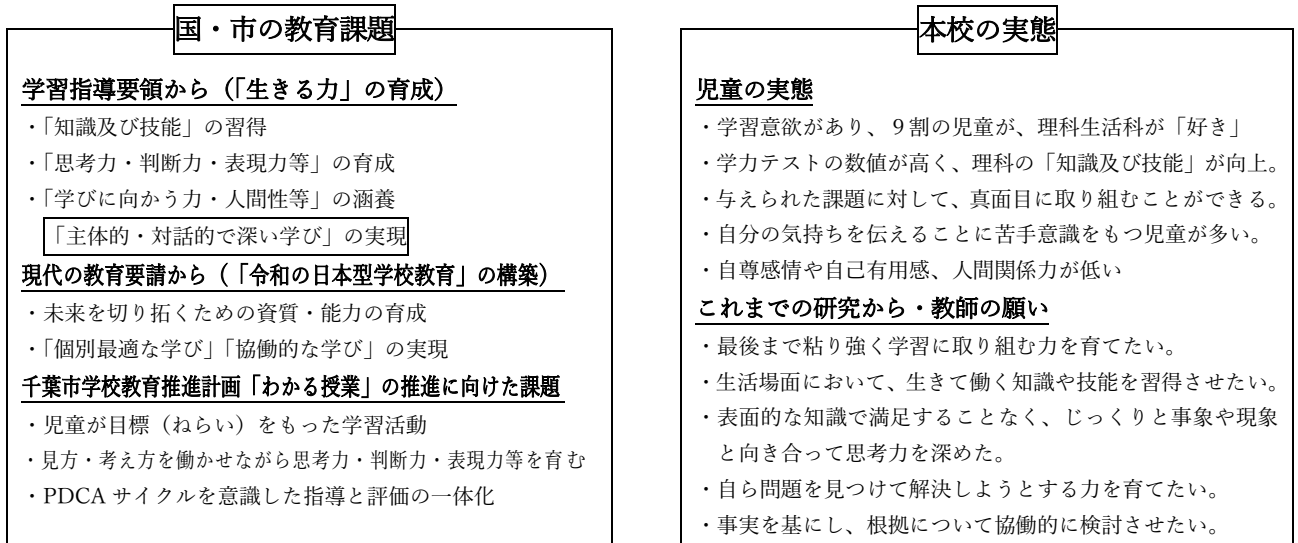 国・市の教育課題
学習指導要領から（「生きる力」の育成）
・「知識及び技能」の習得
・「思考力・判断力・表現力等」の育成
・「学びに向かう力・人間性等」の涵養
「主体的・対話的で深い学び」の実現
現代の教育要請から（「令和の日本型学校教育」の構築）
・未来を切り拓くための資質・能力の育成
・「個別最適な学び」「協働的な学び」の実現
千葉市学校教育推進計画「わかる授業」の推進に向けた課題
・児童が目標（ねらい）をもった学習活動
・見方・考え方を働かせながら思考力・判断力・表現力等を育む
・PDCA サイクルを意識した指導と評価の一体化
本校の実態
児童の実態
・学習意欲があり、９割の児童が、理科生活科が「好き」
・学力テストの数値が高く、理科の「知識及び技能」が向上。
・与えられた課題に対して、真面目に取り組むことができる。
・自分の気持ちを伝えることに苦手意識をもつ児童が多い。
・自尊感情や自己有用感、人間関係力が低い
これまでの研究から・教師の願い
・最後まで粘り強く学習に取り組む力を育てたい。
・生活場面において、生きて働く知識や技能を習得させたい。
・表面的な知識で満足することなく、じっくりと事象や現象
と向き合って思考力を深めた。
・自ら問題を見つけて解決しようとする力を育てたい。
・事実を基にし、根拠について協働的に検討させたい。